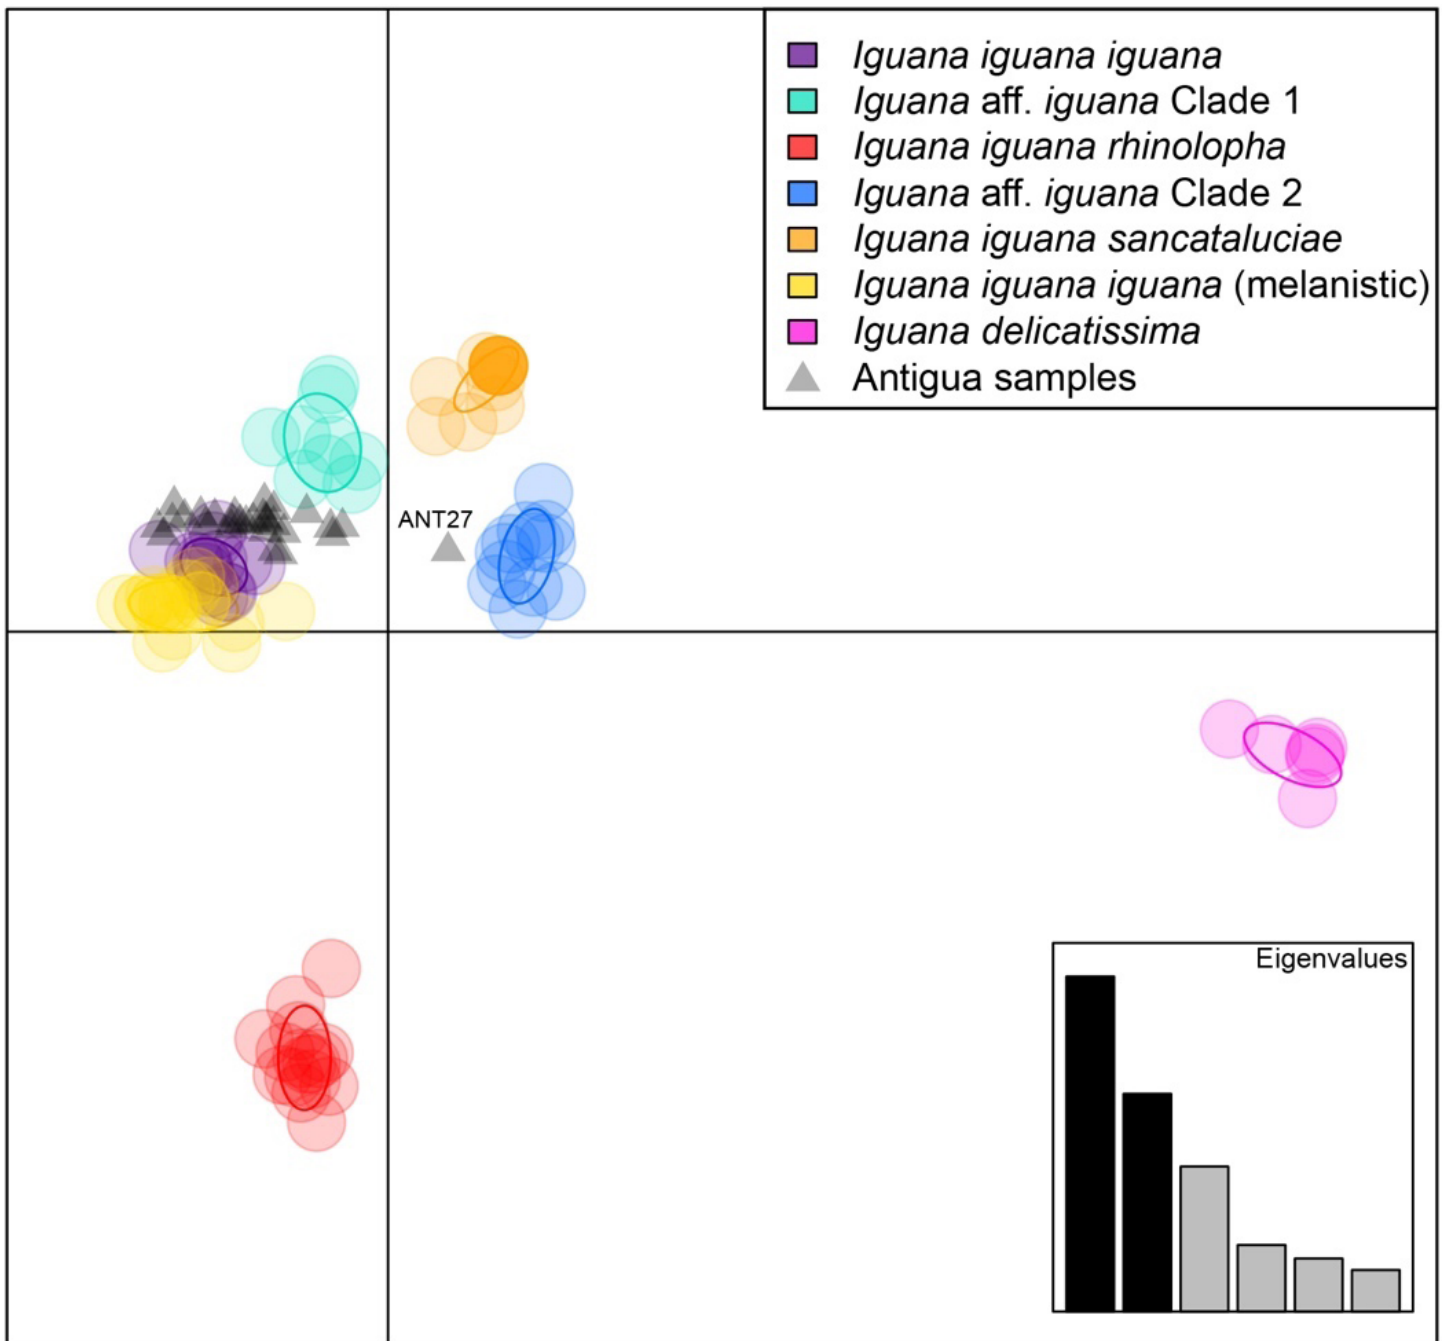 Iguana iguana iguana
Iguana aff. iguana Clade 1
Iguana iguana rhinolopha
Iguana aff. iguana Clade 2
Iguana iguana sancataluciae
Iguana iguana iguana (melanistic)
Iguana delicatissima
Antigua samples
ANT27
Eigenvalues